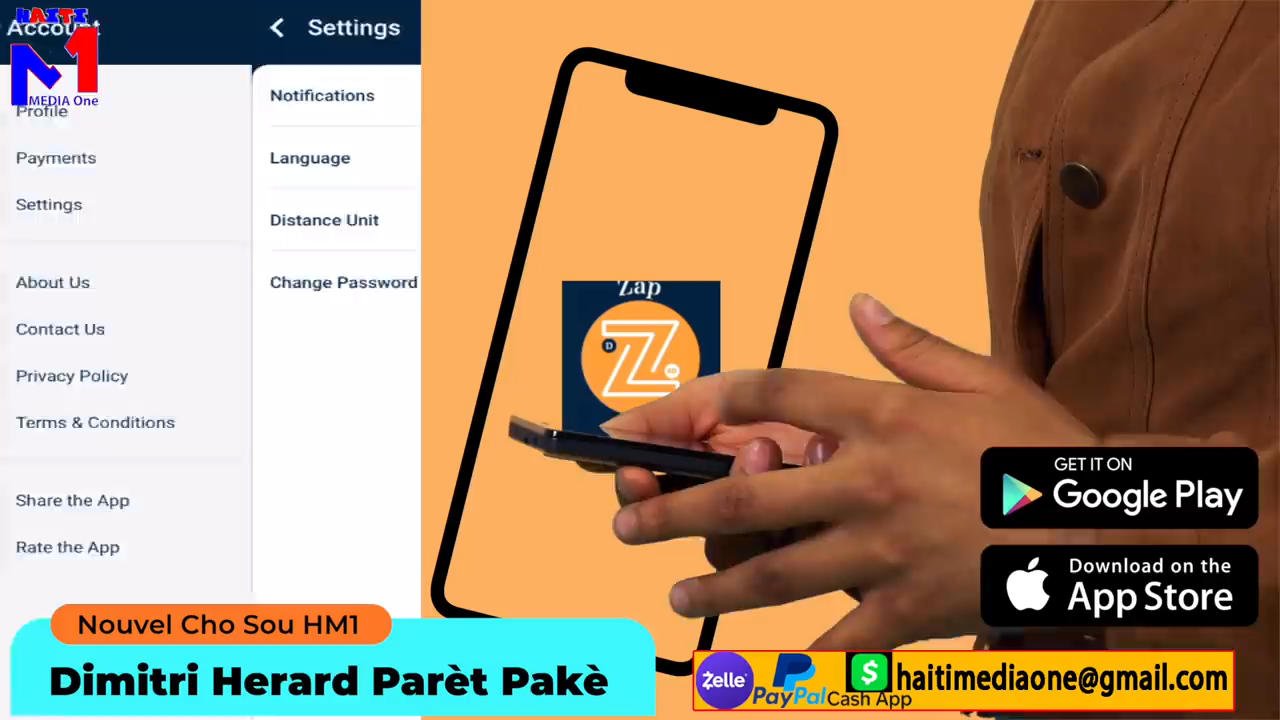 HAITI
M1
MEDIA One
Account
Profile
Payments
Settings
About Us
Contact Us
Privacy Policy
Terms & Conditions
Share the App
Rate the App
Settings
Notifications
Language
Distance Unit
Change Password
Zap
D
Z
GET IT ON
Google Play
Download on the
App Store
Nouvel Cho Sou HM1
Dimitri Herard Parèt Pakè
Zelle
PayPal
$
Cash App
haitimediaone@gmail.com